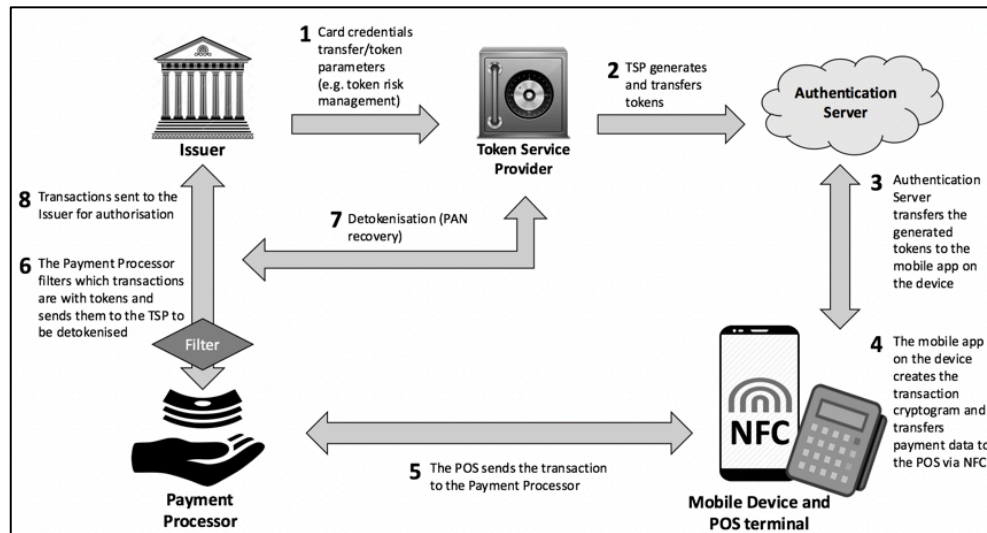 1 Card credentials
transfer/token
parameters
(e.g. token risk
management)
2 TSP generates
and transfers
tokens
Authentication
Server
Issuer
Token Service
Provider
8 Transactions sent to the
Issuer for authorisation
7 Detokenisation (PAN
recovery)
3 Authentication
Server
transfers the
generated
tokens to the
mobile app on
the device
6 The Payment Processor
filters which transactions
are with tokens and
sends them to the TSP to
be detokenised
Filter
4 The mobile app
on the device
creates the
transaction
cryptogram and
transfers
payment data to
the POS via NFC
NFC
5 The POS sends the transaction
to the Payment Processor
Payment
Processor
Mobile Device and
POS terminal